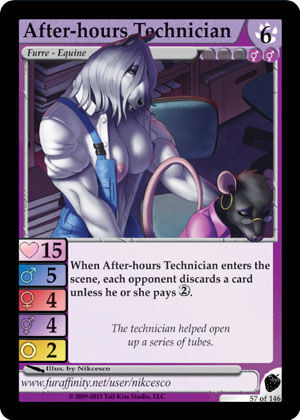 After-hours Technician
6
Furre - Equine
15
5
4
4
2
When After-hours Technician enters the
scene, each opponent discards a card
unless he or she pays ②.
The technician helped open
up a series of tubes.
Illus. by Nikcesco
www.furaffinity.net/user/nikcesco
57 of 146
© 2009-2013 Tail Kiss Studio, LLC